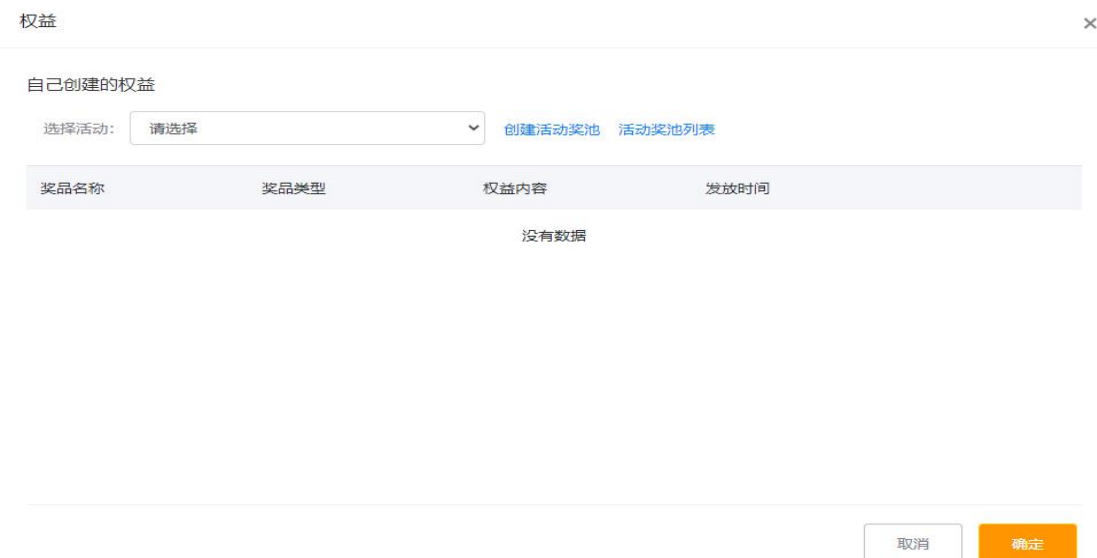 权益
自己创建的权益
选择活动: 请选择 创建活动奖池 活动奖池列表
奖品名称 奖品类型 权益内容 发放时间
没有数据
取消 确定